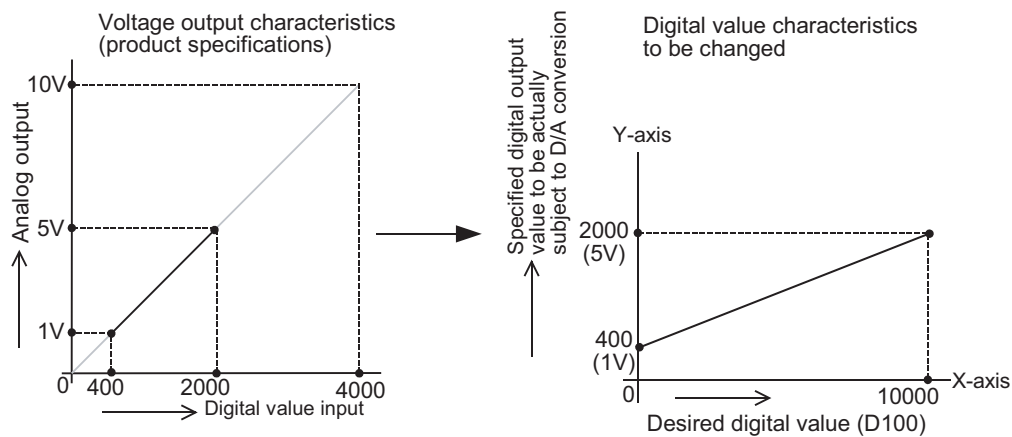 Voltage output characteristics
(product specifications)
10V
5V
1V
0
400
2000
4000
Analog output
Digital value input
Digital value characteristics
to be changed
Specified digital output
value to be actually
subject to D/A conversion
Y-axis
2000
(5V)
400
(1V)
0
10000
X-axis
Desired digital value (D100)